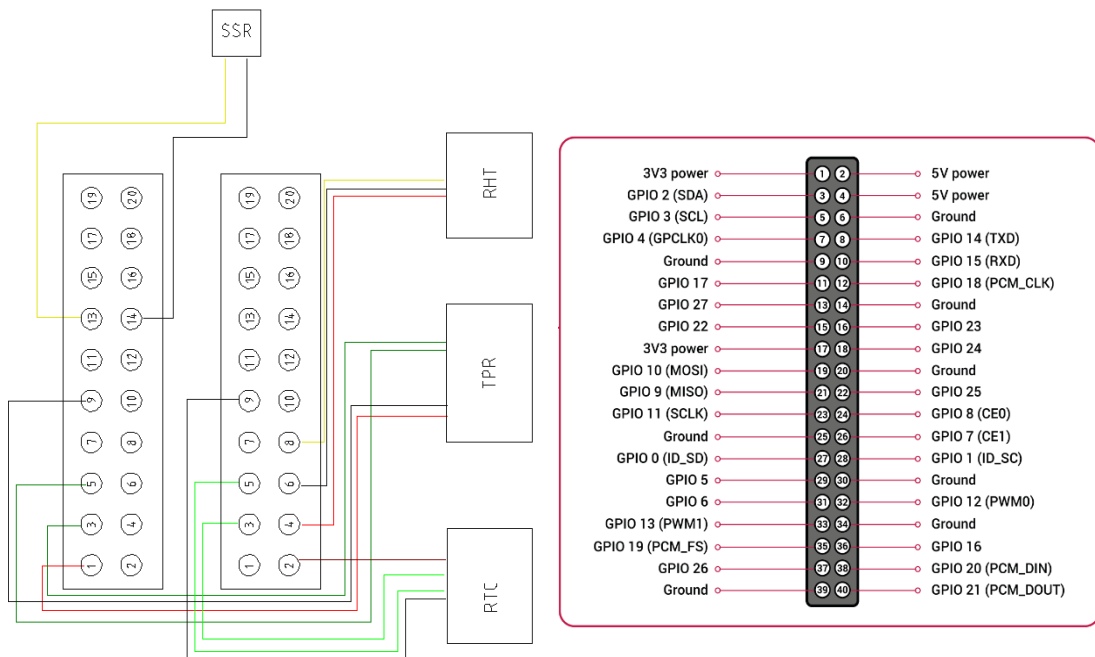 SSR
19 20
17 18
15 16
13 14
11 12
9 10
7 8
5 6
3 4
1 2
19 20
17 18
15 16
13 14
11 12
9 10
7 8
5 6
3 4
1 2
RHT
TPR
RTC
3V3 power 1 2 5V power
GPIO 2 (SDA) 3 4 5V power
GPIO 3 (SCL) 5 6 Ground
GPIO 4 (GPCLK0) 7 8 GPIO 14 (TXD)
Ground 9 10 GPIO 15 (RXD)
GPIO 17 11 12 GPIO 18 (PCM_CLK)
GPIO 27 13 14 Ground
GPIO 22 15 16 GPIO 23
3V3 power 17 18 GPIO 24
GPIO 10 (MOSI) 19 20 Ground
GPIO 9 (MISO) 21 22 GPIO 25
GPIO 11 (SCLK) 23 24 GPIO 8 (CE0)
Ground 25 26 GPIO 7 (CE1)
GPIO 0 (ID_SD) 27 28 GPIO 1 (ID_SC)
GPIO 5 29 30 Ground
GPIO 6 31 32 GPIO 12 (PWM0)
GPIO 13 (PWM1) 33 34 Ground
GPIO 19 (PCM_FS) 35 36 GPIO 16
GPIO 26 37 38 GPIO 20 (PCM_DIN)
Ground 39 40 GPIO 21 (PCM_DOUT)